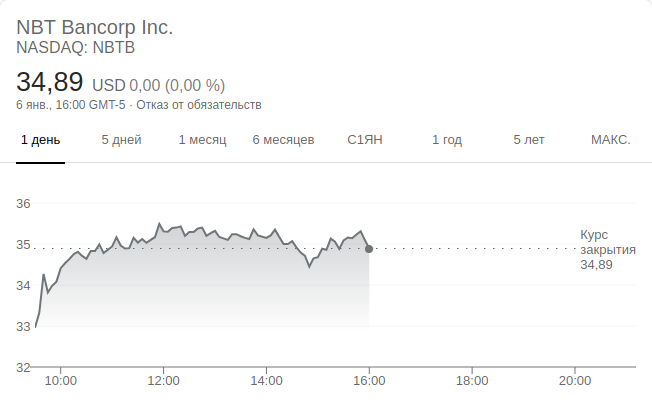 NBT Bancorp Inc.
NASDAQ: NBTB
34,89 USD 0,00 (0,00 %)
6 янв., 16:00 GMT-5 · Отказ от обязательств
1 день 5 дней 1 месяц 6 месяцев С1ЯН 1 год 5 лет МАКС.
36
35
34
33
32
Курс
закрытия
34,89
10:00 12:00 14:00 16:00 18:00 20:00